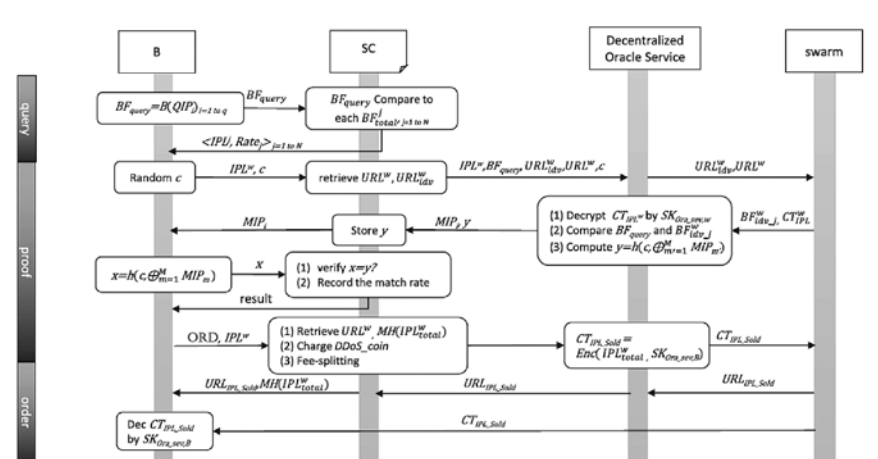 B
SC
Decentralized
Oracle Service
swarm
query
BF_query=B(QIP_i)_{i=1 to q}
BF_query
BF_query Compare to
each BF^j_total, j=1 to N
<IPL^j, Rate_j>_{j=1 to N}
proof
Random c
IPL^w, c
retrieve URL^w, URL^w_idv
IPL^w, BF_query, URL^w_idv, URL^w, c
URL^w_idv, URL^w
(1) Decrypt CT_IPL^w by SK_Ora_sev,w
(2) Compare BF_query and BF^w_idv_j
(3) Compute y=h(c,⊕^M_{m=1} MIP_m)
BF^w_idv_j, CT^w_IPL
MIP_i, y
Store y
MIP_i
x=h(c,⊕^M_{m=1} MIP_m)
x
(1) verify x=y?
(2) Record the match rate
result
ORD, IPL^w
(1) Retrieve URL^w, MH(IPL^w_total)
(2) Charge DDoS_coin
(3) Fee-splitting
CT_IPL_Sold =
Enc( IPL^w_total , SK_Ora_sev,B)
CT_IPL_Sold
order
URL_IPL_Sold, MH(IPL^w_total)
URL_IPL_Sold
URL_IPL_Sold
Dec CT_IPL_Sold
by SK_Ora_sev,B
CT_IPL_Sold